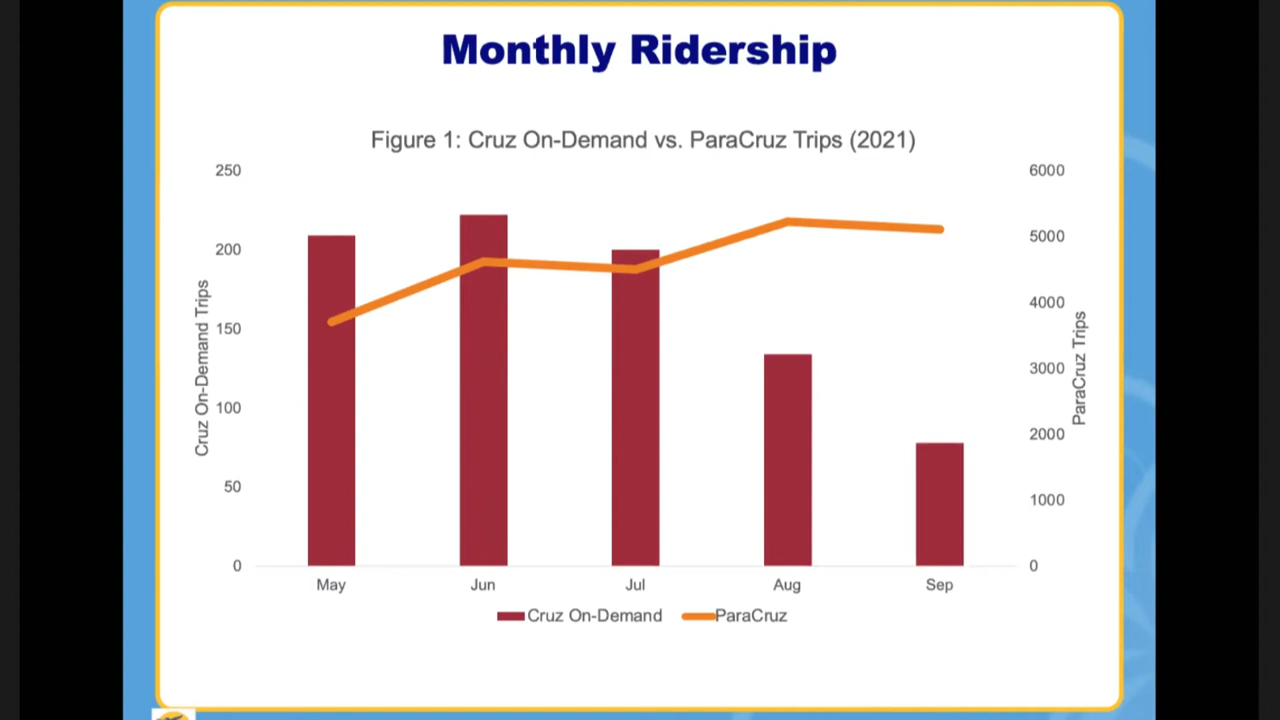 Monthly Ridership
Figure 1: Cruz On-Demand vs. ParaCruz Trips (2021)
250
200
150
100
50
0
Cruz On-Demand Trips
6000
5000
4000
3000
2000
1000
0
ParaCruz Trips
May Jun Jul Aug Sep
Cruz On-Demand ParaCruz